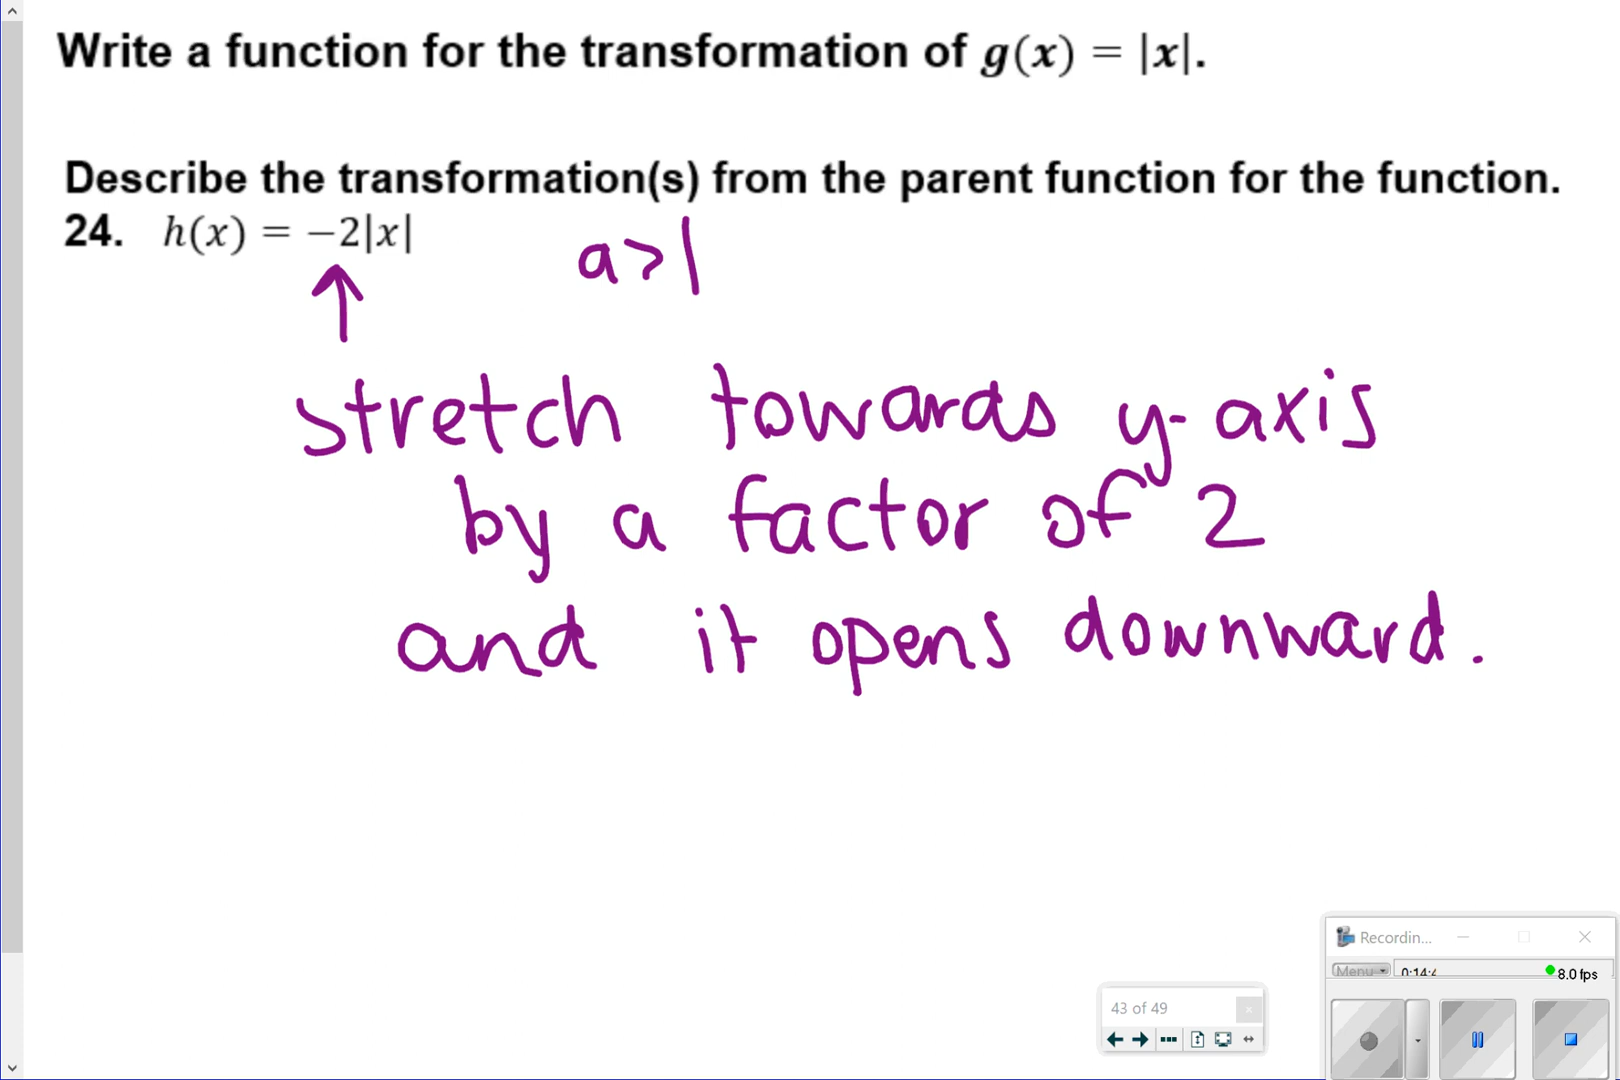 Write a function for the transformation of g(x) = |x|.
Describe the transformation(s) from the parent function for the function.
24. h(x) = −2|x|
a>1
stretch towards y-axis
by a factor of 2
and it opens downward.
Recordin...
Menu
8.0 fps
43 of 49